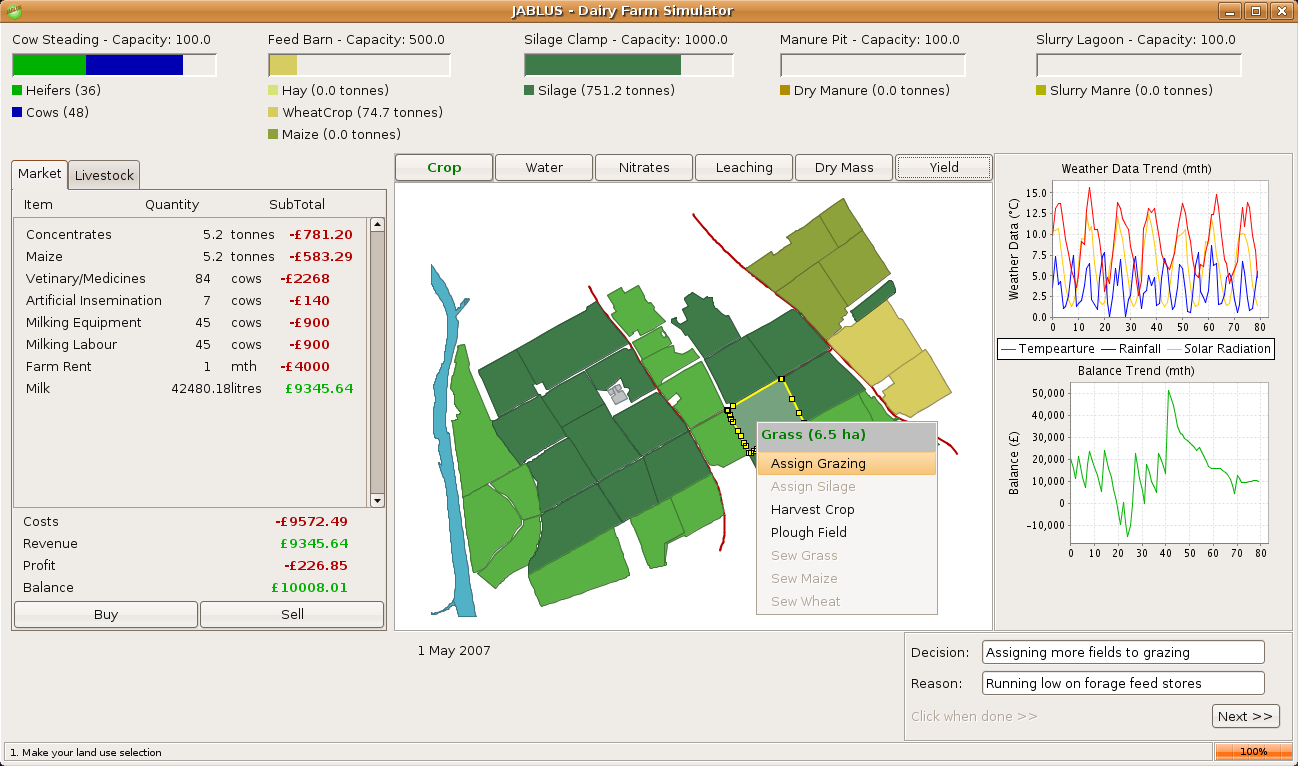 JABLUS - Dairy Farm Simulator
Cow Steading - Capacity: 100.0
Heifers (36)
Cows (48)
Feed Barn - Capacity: 500.0
Hay (0.0 tonnes)
WheatCrop (74.7 tonnes)
Maize (0.0 tonnes)
Silage Clamp - Capacity: 1000.0
Silage (751.2 tonnes)
Manure Pit - Capacity: 100.0
Dry Manure (0.0 tonnes)
Slurry Lagoon - Capacity: 100.0
Slurry Manre (0.0 tonnes)
Market Livestock
Item Quantity SubTotal
Concentrates 5.2 tonnes -£781.20
Maize 5.2 tonnes -£583.29
Vetinary/Medicines 84 cows -£2268
Artificial Insemination 7 cows -£140
Milking Equipment 45 cows -£900
Milking Labour 45 cows -£900
Farm Rent 1 mth -£4000
Milk 42480.18litres £9345.64
Costs -£9572.49
Revenue £9345.64
Profit -£226.85
Balance £10008.01
Buy Sell
Crop Water Nitrates Leaching Dry Mass Yield
Grass (6.5 ha)
Assign Grazing
Assign Silage
Harvest Crop
Plough Field
Sew Grass
Sew Maize
Sew Wheat
1 May 2007
Weather Data Trend (mth)
Weather Data (°C)
15.0
12.5
10.0
7.5
5.0
2.5
0.0
0 10 20 30 40 50 60 70 80
Tempearture Rainfall Solar Radiation
Balance Trend (mth)
Balance (£)
50,000
40,000
30,000
20,000
10,000
0
-10,000
0 10 20 30 40 50 60 70 80
Decision: Assigning more fields to grazing
Reason: Running low on forage feed stores
Click when done >> Next >>
1. Make your land use selection
100%